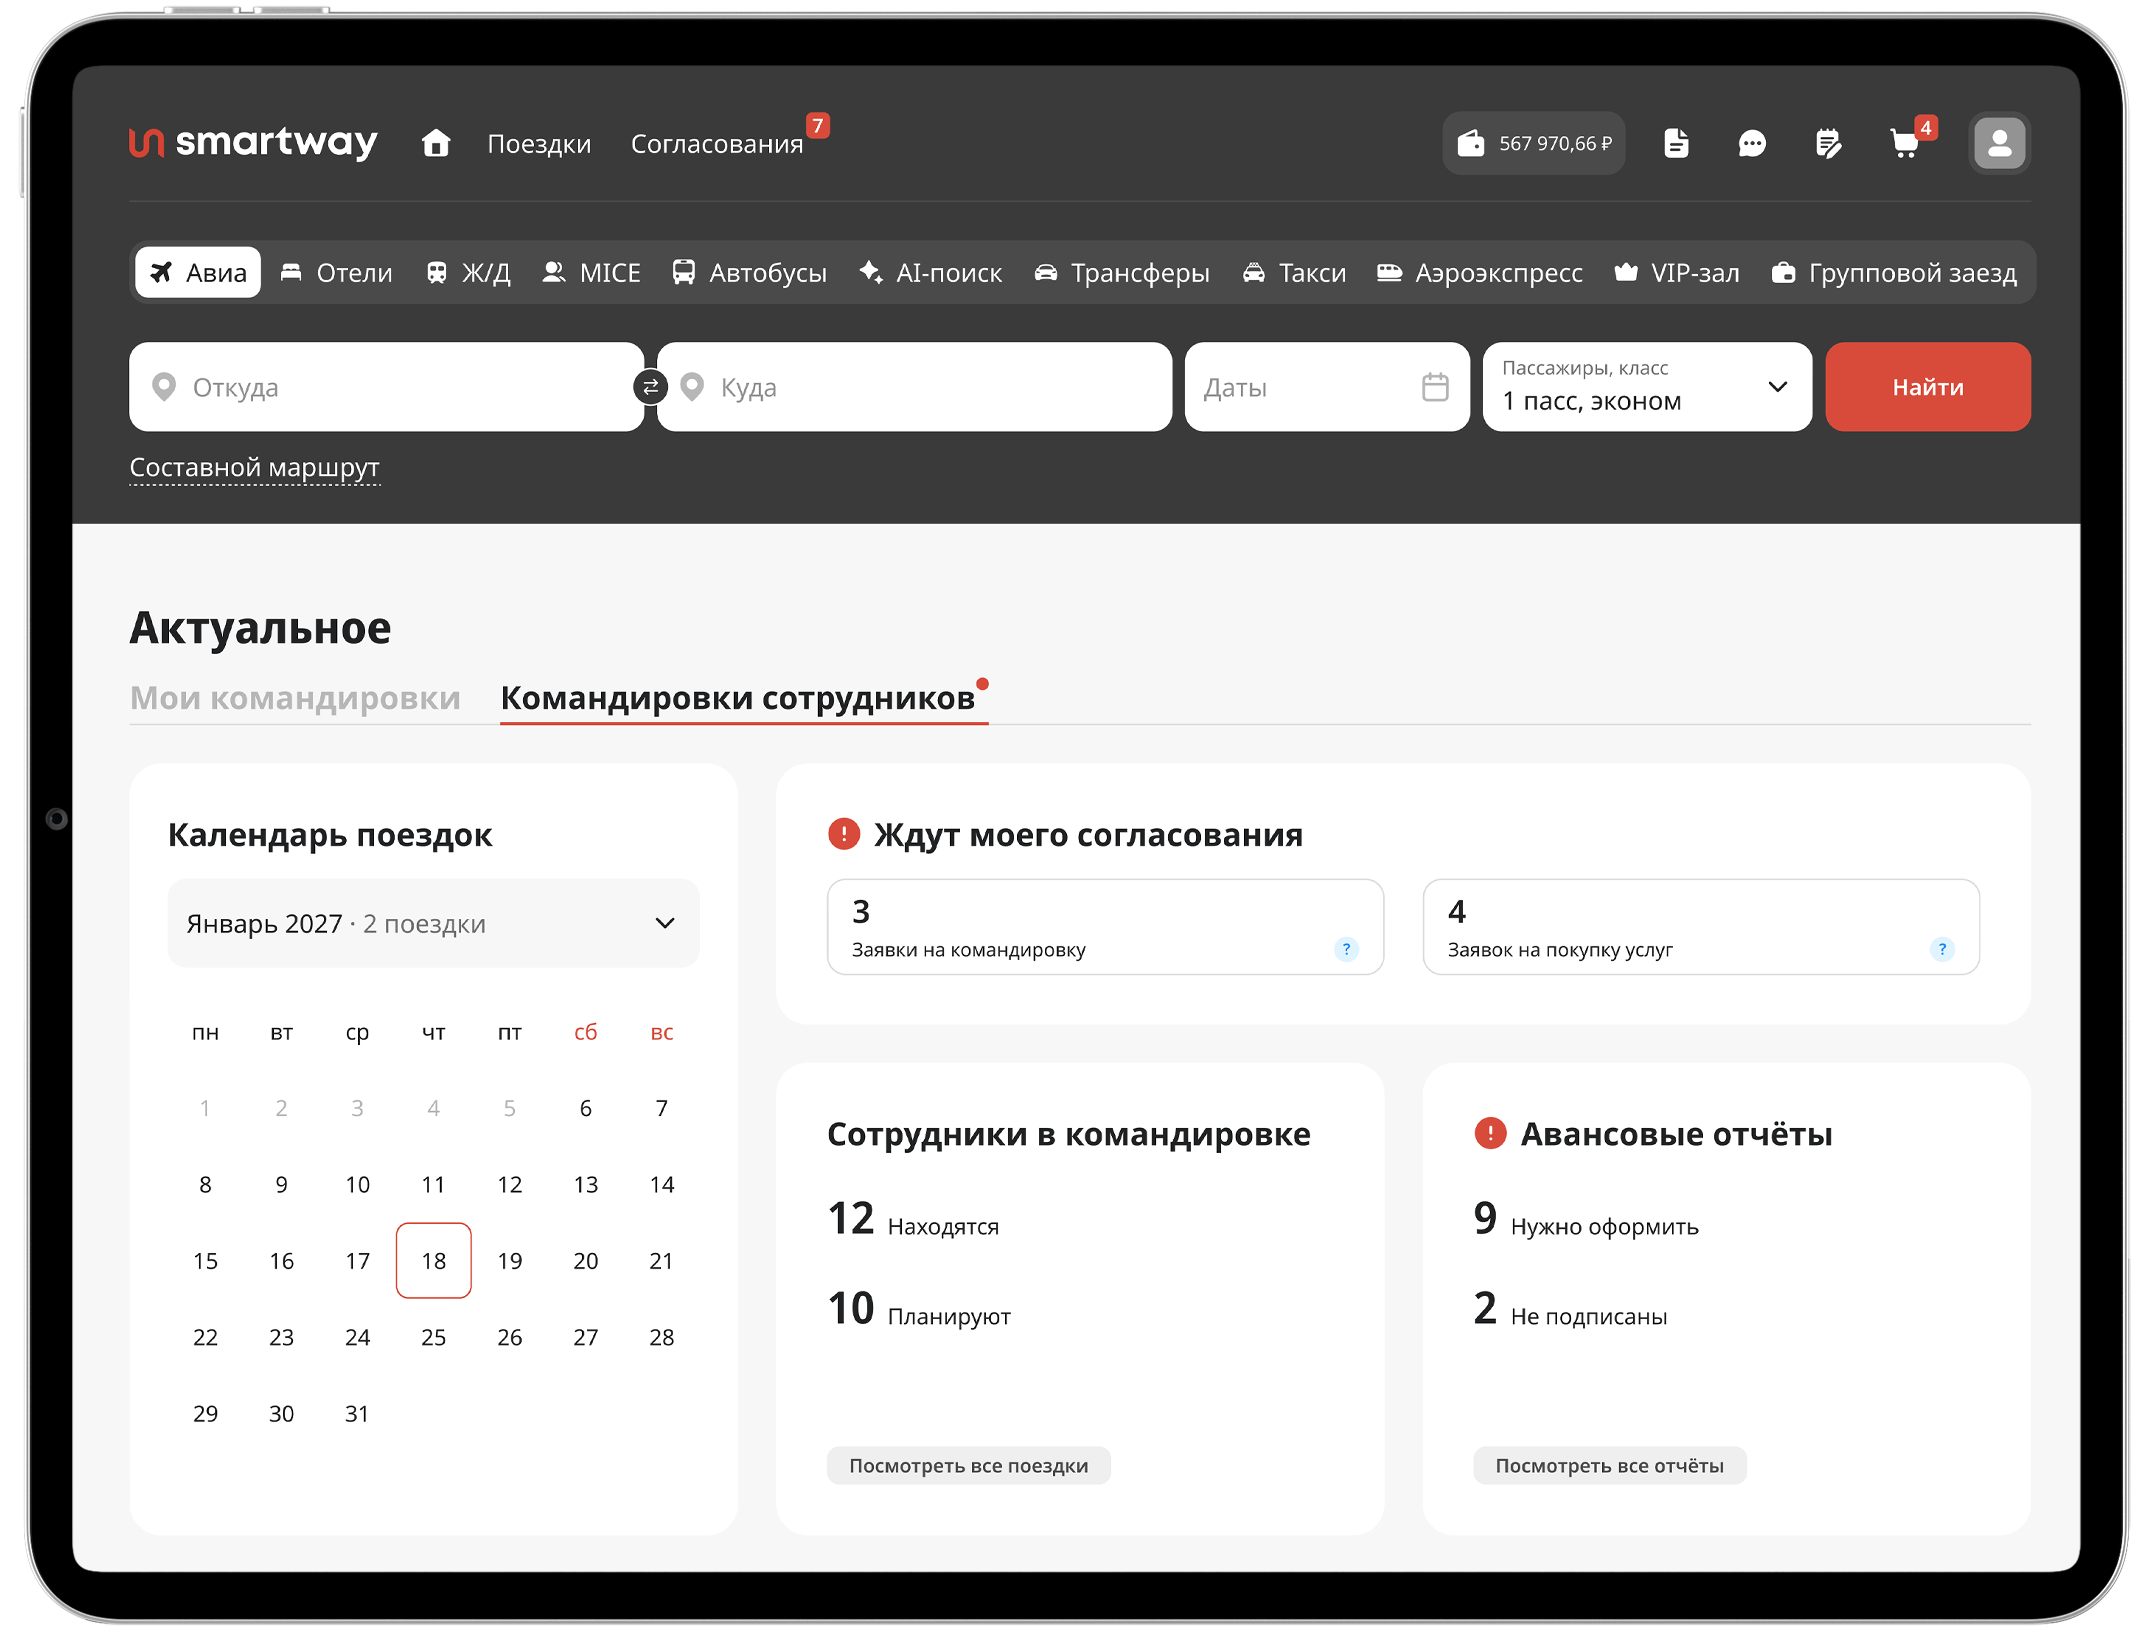 smartway
Поездки
Согласования
7
567 970,66 ₽
4
Авиа
Отели
Ж/Д
MICE
Автобусы
AI-поиск
Трансферы
Такси
Аэроэкспресс
VIP-зал
Групповой заезд
Откуда
Куда
Даты
Пассажиры, класс
1 пасс, эконом
Найти
Составной маршрут
Актуальное
Мои командировки
Командировки сотрудников
Календарь поездок
Январь 2027 · 2 поездки
пн вт ср чт пт сб вс
1 2 3 4 5 6 7
8 9 10 11 12 13 14
15 16 17 18 19 20 21
22 23 24 25 26 27 28
29 30 31
! Ждут моего согласования
3
Заявки на командировку
?
4
Заявок на покупку услуг
?
Сотрудники в командировке
12 Находятся
10 Планируют
Посмотреть все поездки
! Авансовые отчёты
9 Нужно оформить
2 Не подписаны
Посмотреть все отчёты